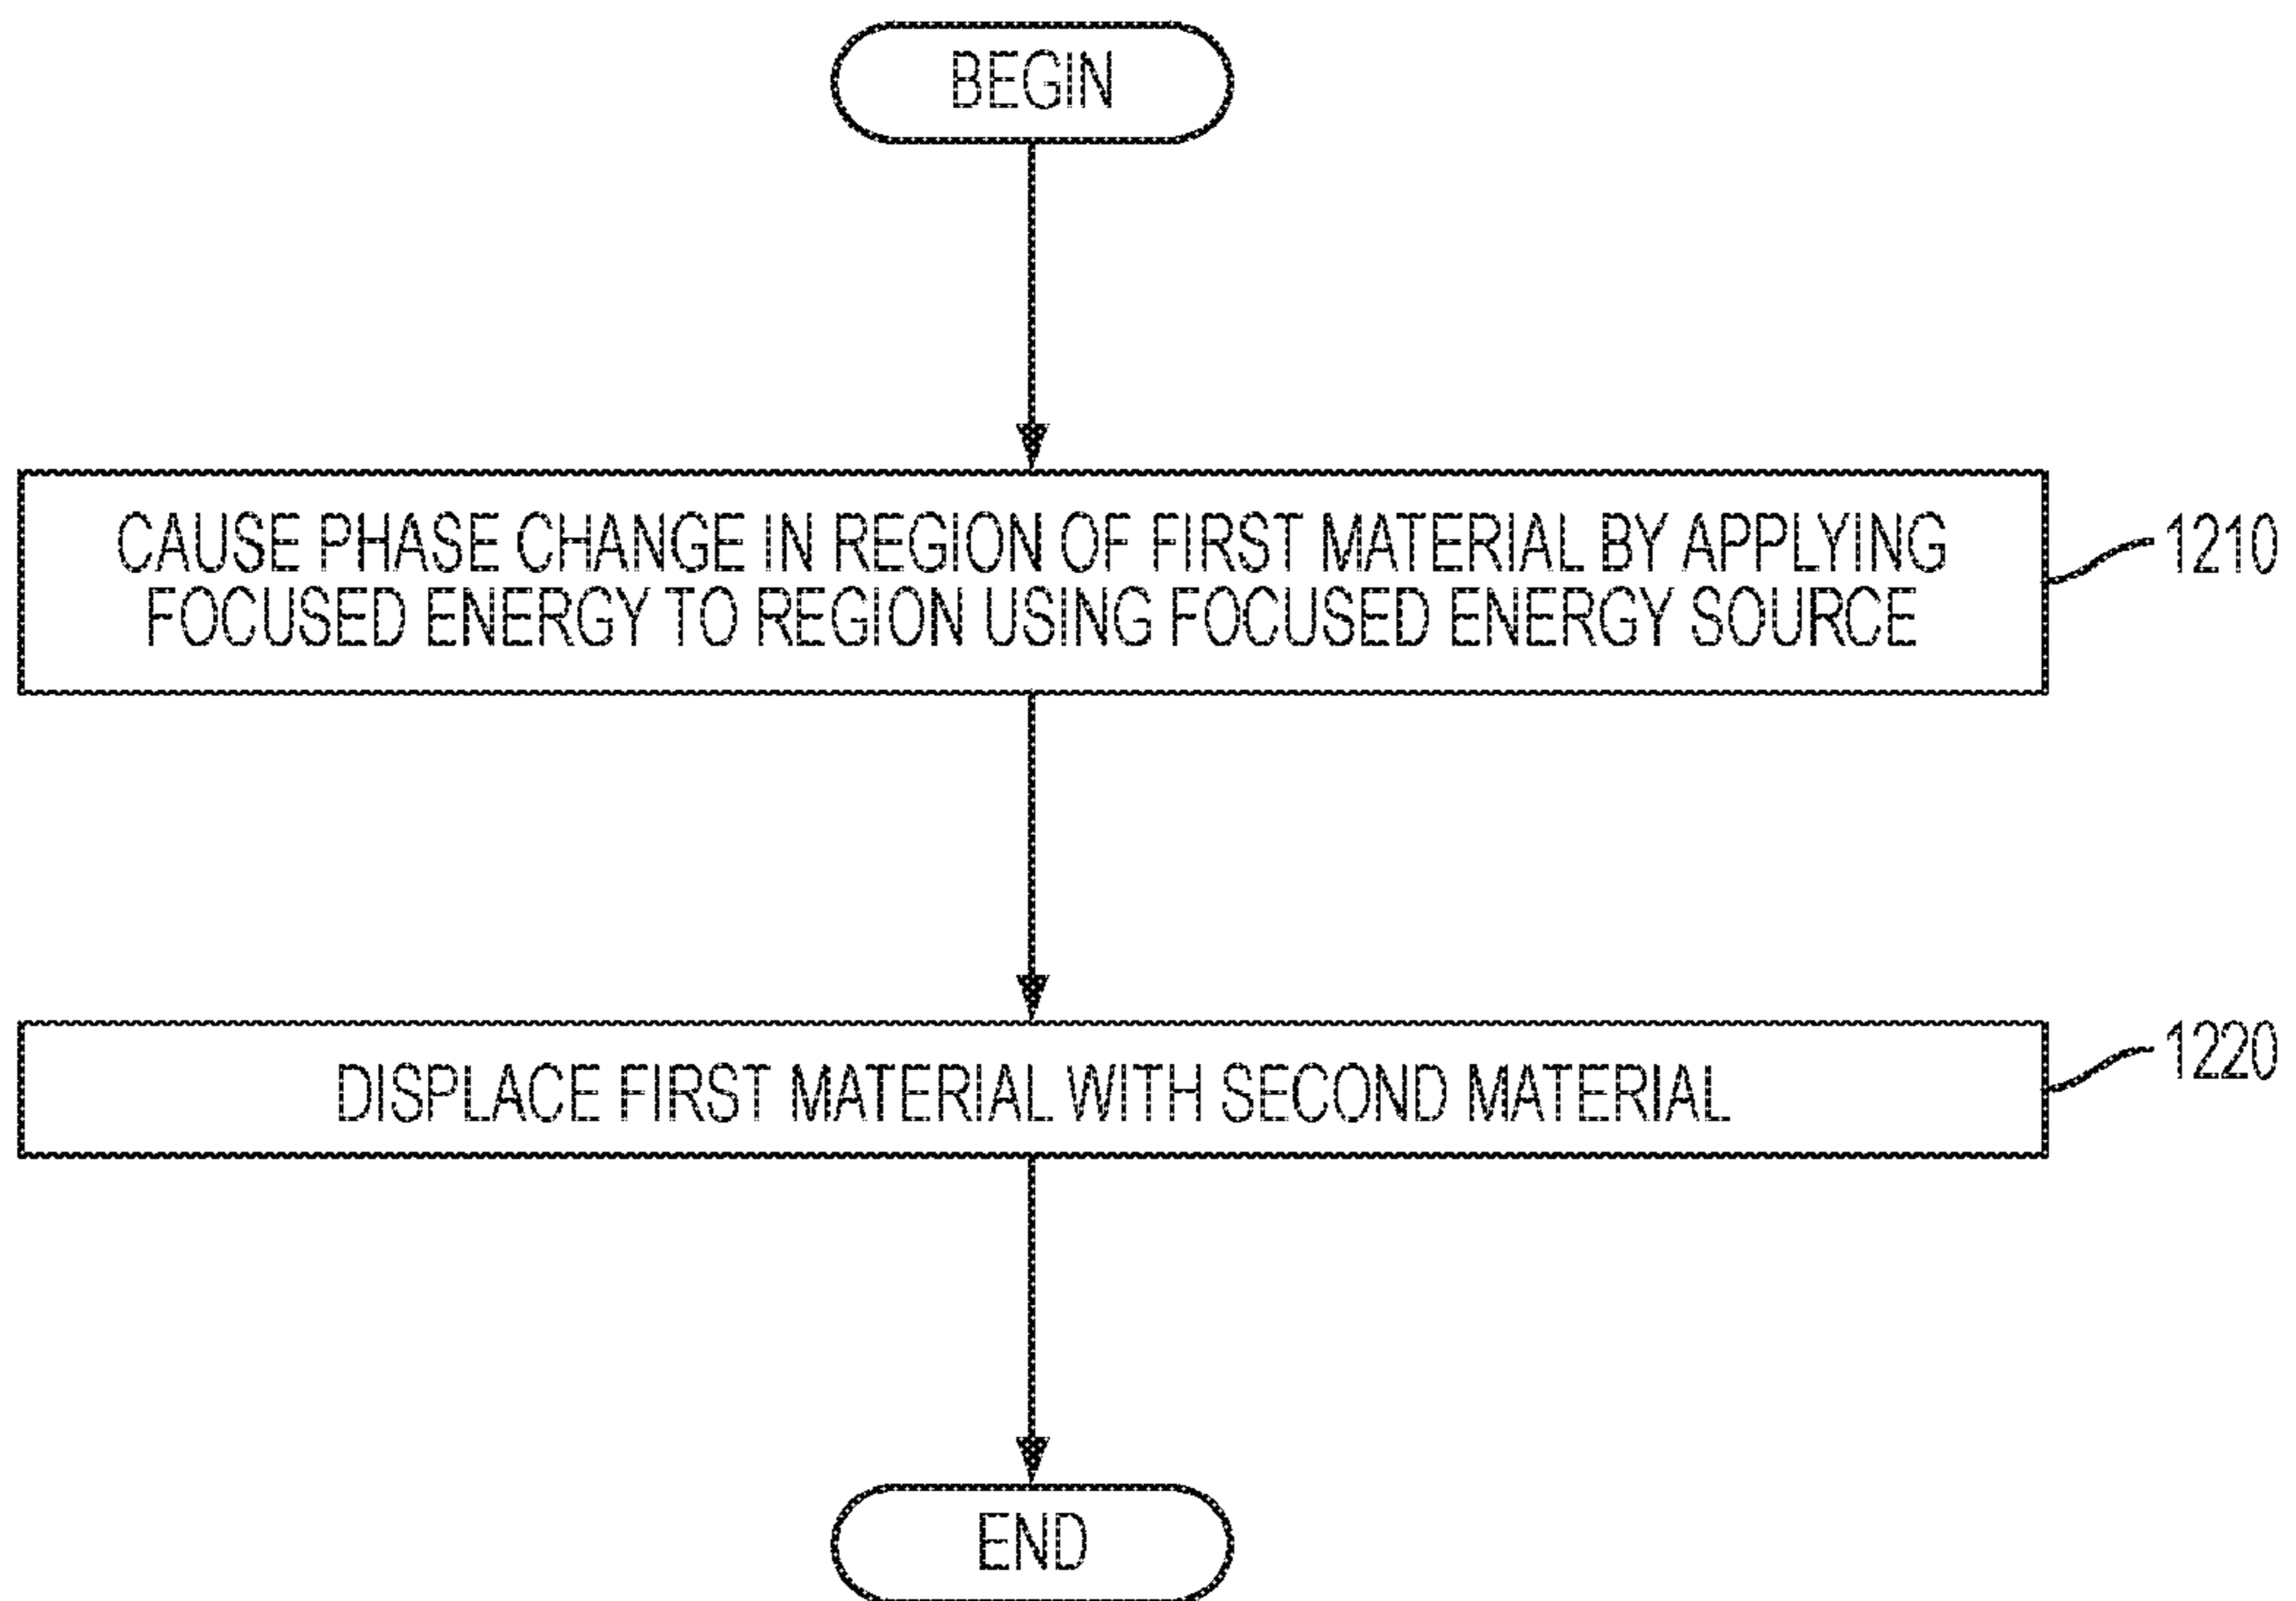 BEGIN
CAUSE PHASE CHANGE IN REGION OF FIRST MATERIAL BY APPLYING
FOCUSED ENERGY TO REGION USING FOCUSED ENERGY SOURCE
1210
DISPLACE FIRST MATERIAL WITH SECOND MATERIAL
1220
END